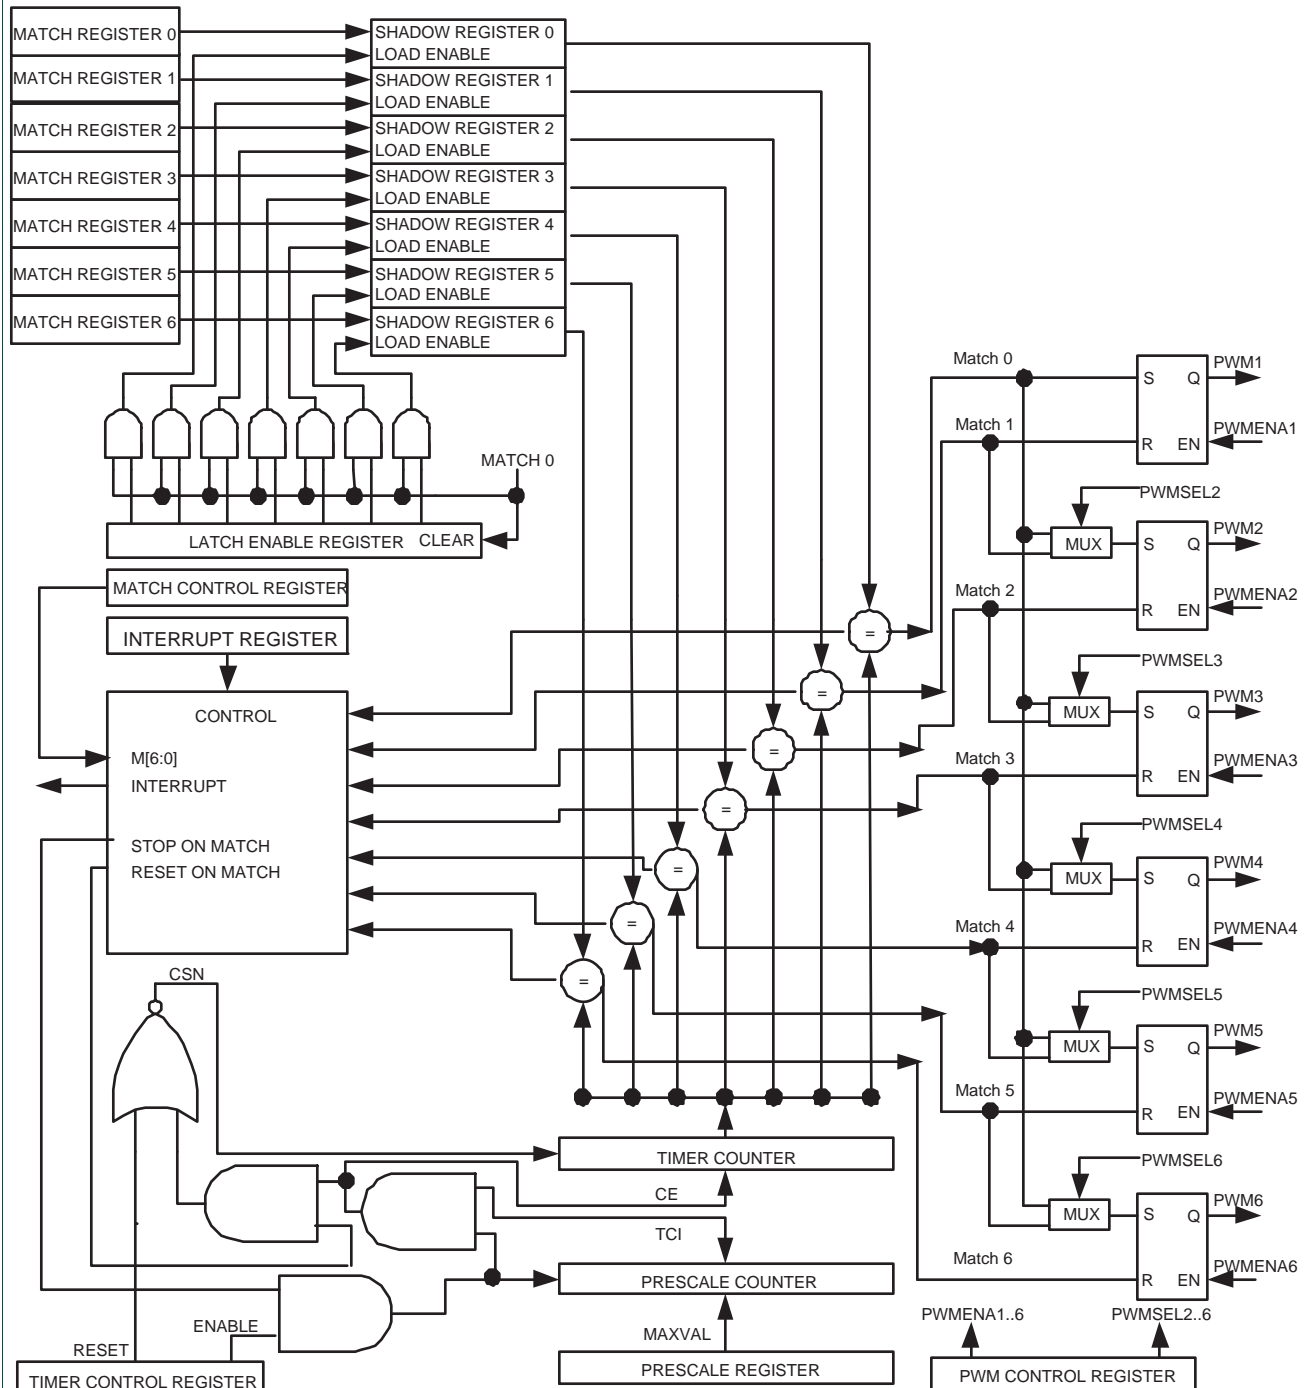 MATCH REGISTER 0
MATCH REGISTER 1
MATCH REGISTER 2
MATCH REGISTER 3
MATCH REGISTER 4
MATCH REGISTER 5
MATCH REGISTER 6
SHADOW REGISTER 0
LOAD ENABLE
SHADOW REGISTER 1
LOAD ENABLE
SHADOW REGISTER 2
LOAD ENABLE
SHADOW REGISTER 3
LOAD ENABLE
SHADOW REGISTER 4
LOAD ENABLE
SHADOW REGISTER 5
LOAD ENABLE
SHADOW REGISTER 6
LOAD ENABLE
MATCH 0
LATCH ENABLE REGISTER CLEAR
MATCH CONTROL REGISTER
INTERRUPT REGISTER
CONTROL
M[6:0]
INTERRUPT
STOP ON MATCH
RESET ON MATCH
=
=
=
=
=
=
=
CSN
TIMER COUNTER
CE
TCI
PRESCALE COUNTER
MAXVAL
PRESCALE REGISTER
ENABLE
RESET
TIMER CONTROL REGISTER
Match 0
S Q PWM1
Match 1
R EN PWMENA1
PWMSEL2
MUX S Q PWM2
Match 2
R EN PWMENA2
PWMSEL3
MUX S Q PWM3
Match 3
R EN PWMENA3
PWMSEL4
MUX S Q PWM4
Match 4
R EN PWMENA4
PWMSEL5
MUX S Q PWM5
Match 5
R EN PWMENA5
PWMSEL6
MUX S Q PWM6
Match 6
R EN PWMENA6
PWMENA1..6 PWMSEL2..6
PWM CONTROL REGISTER